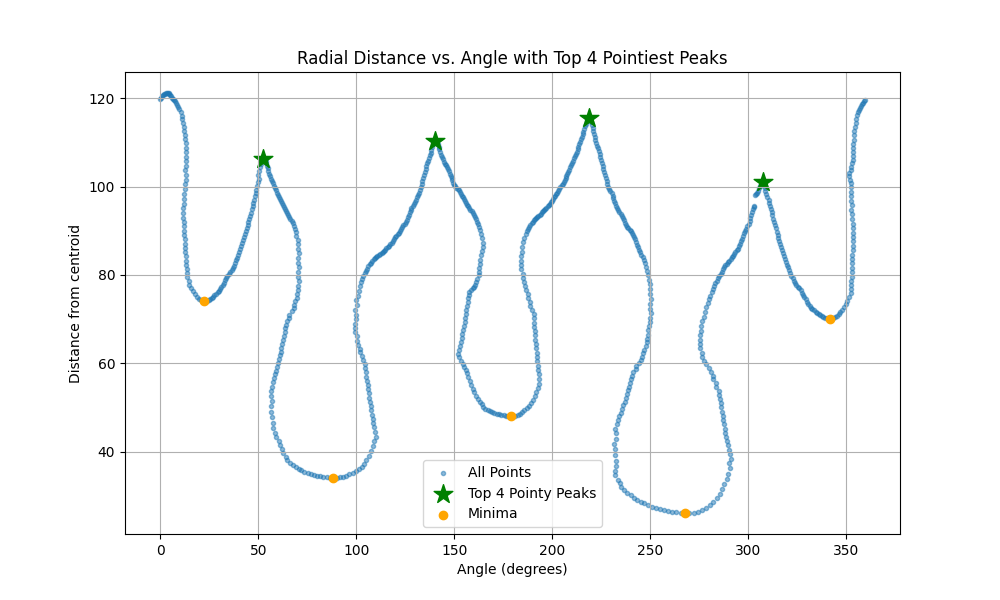 Radial Distance vs. Angle with Top 4 Pointiest Peaks
Distance from centroid
120
100
80
60
40
All Points
Top 4 Pointy Peaks
Minima
0 50 100 150 200 250 300 350
Angle (degrees)